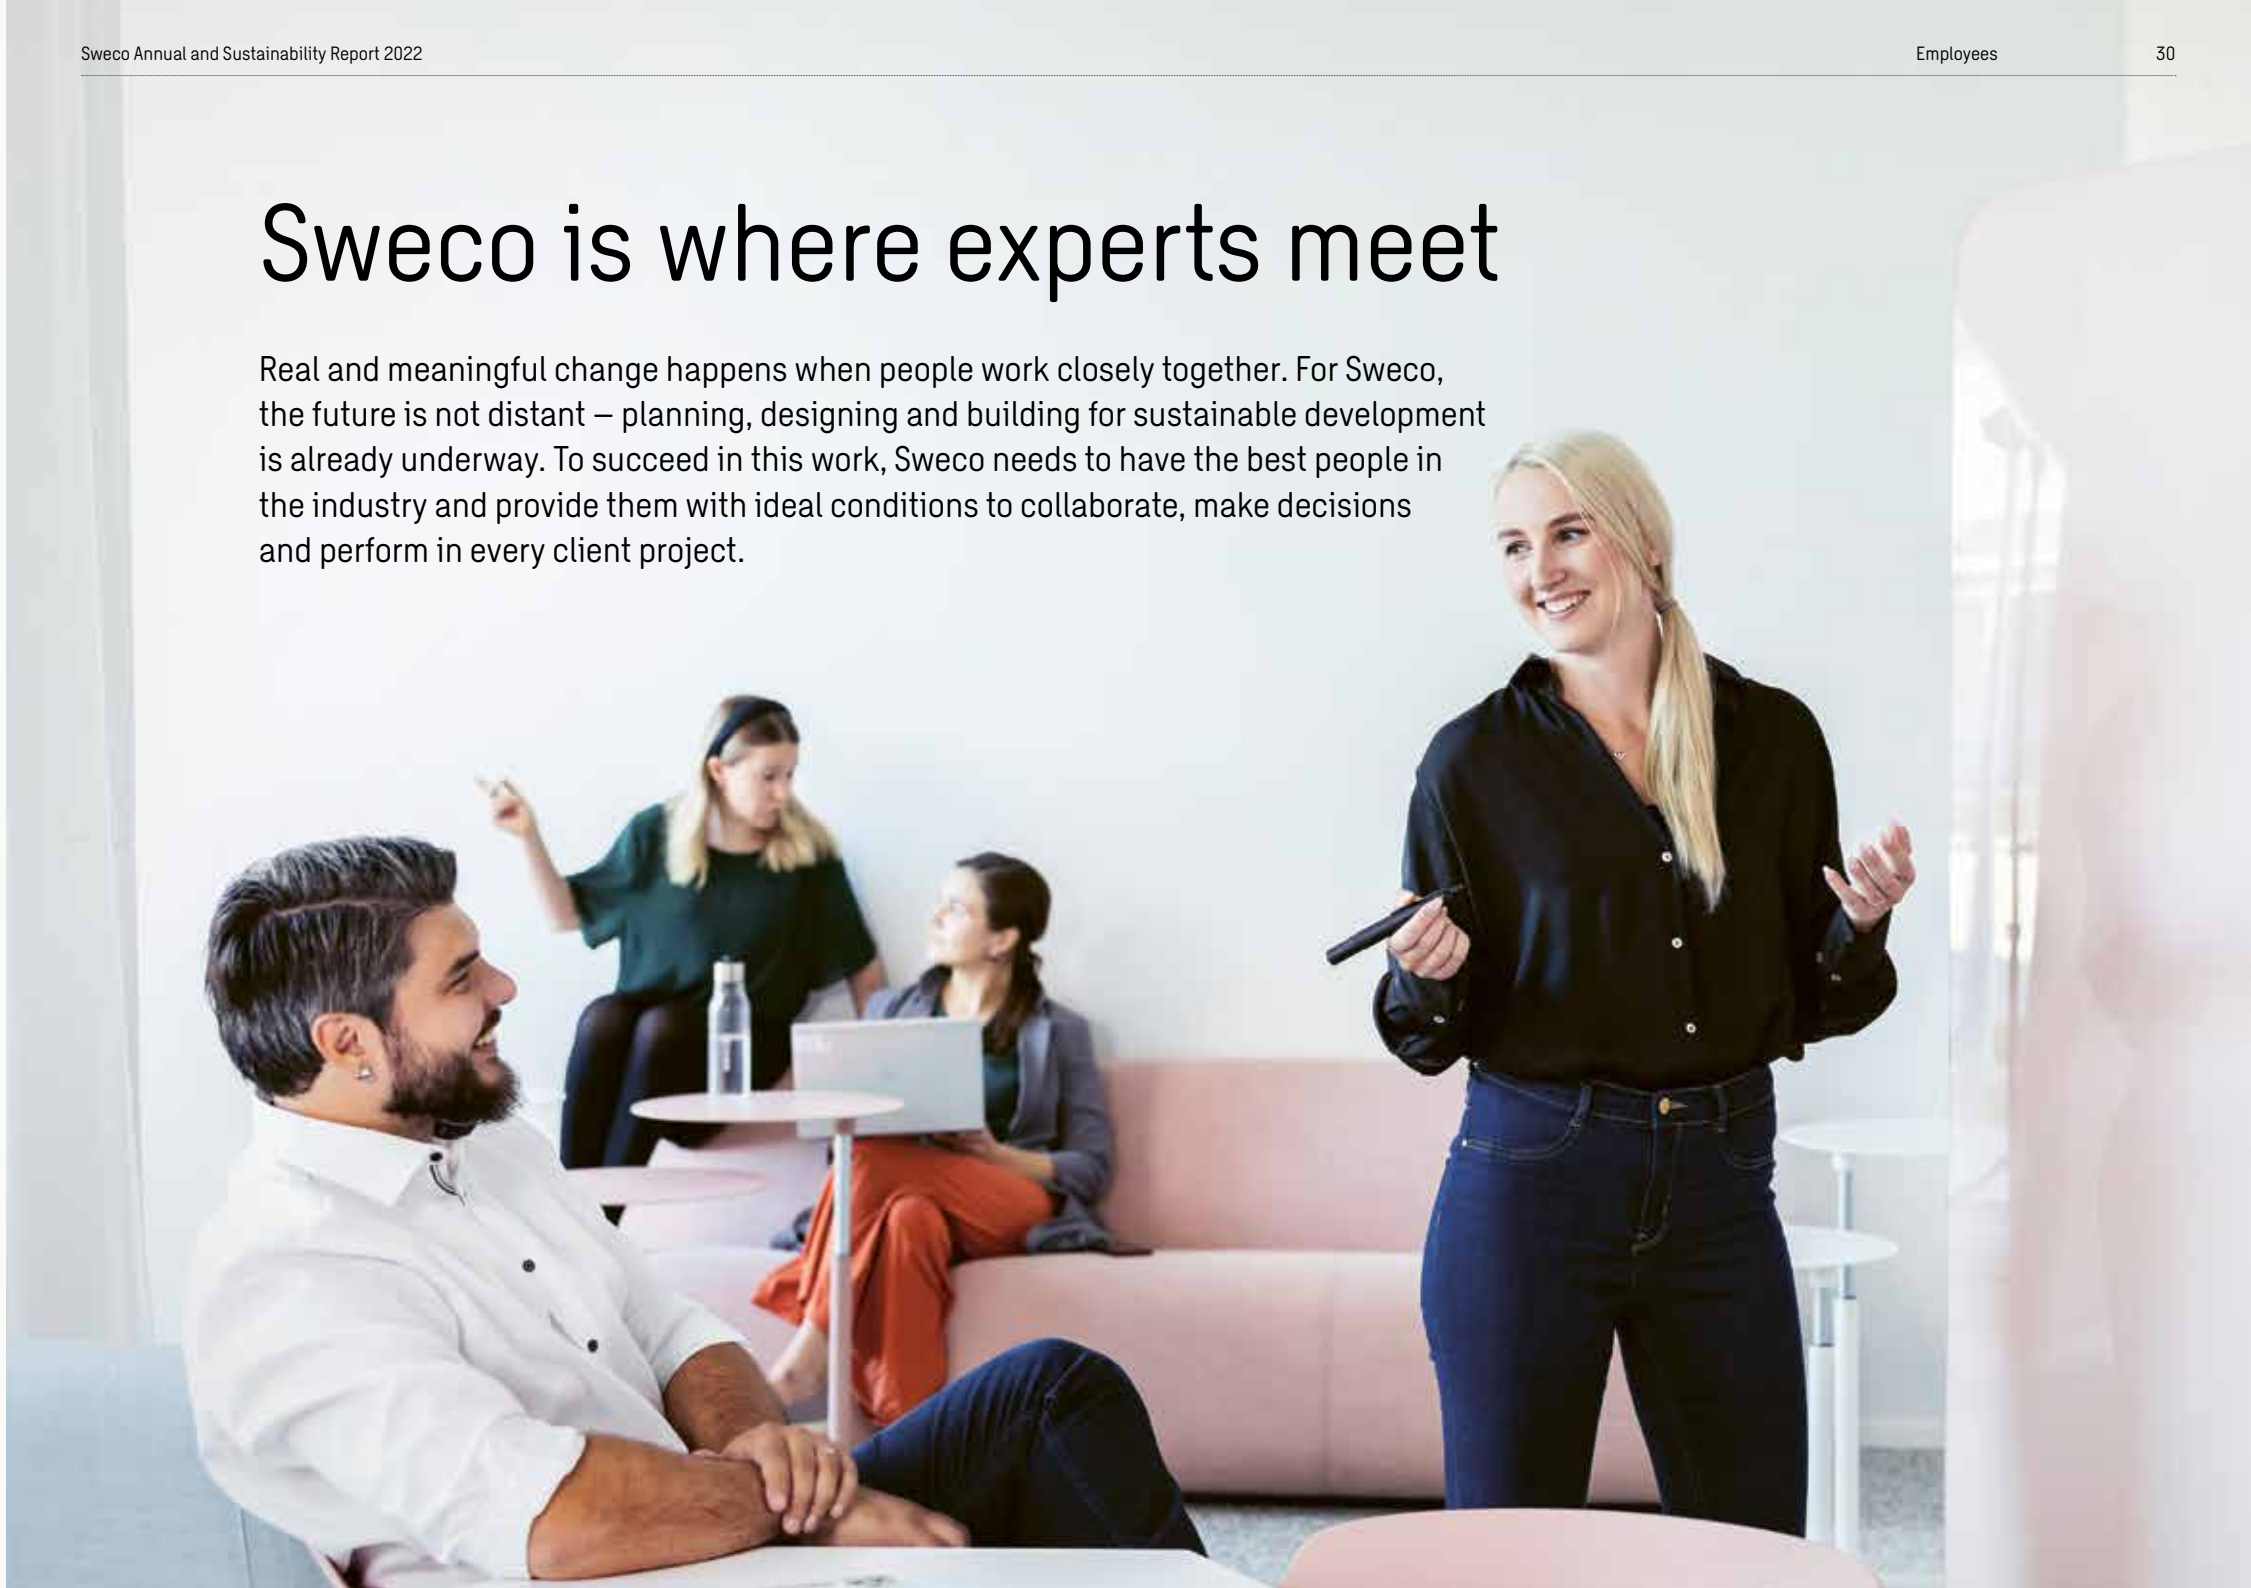 Sweco Annual and Sustainability Report 2022
Employees
30
Sweco is where experts meet
Real and meaningful change happens when people work closely together. For Sweco,
the future is not distant – planning, designing and building for sustainable development
is already underway. To succeed in this work, Sweco needs to have the best people in
the industry and provide them with ideal conditions to collaborate, make decisions
and perform in every client project.